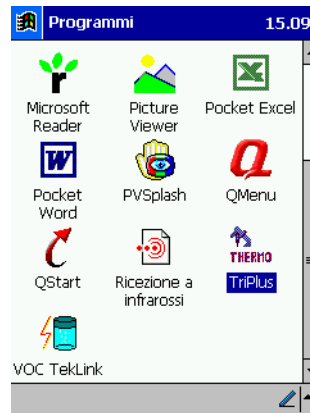 Programmi 15.09
Microsoft Reader
Picture Viewer
Pocket Excel
Pocket Word
PVSplash
QMenu
QStart
Ricezione a infrarossi
THERMO
TriPlus
VOC TekLink